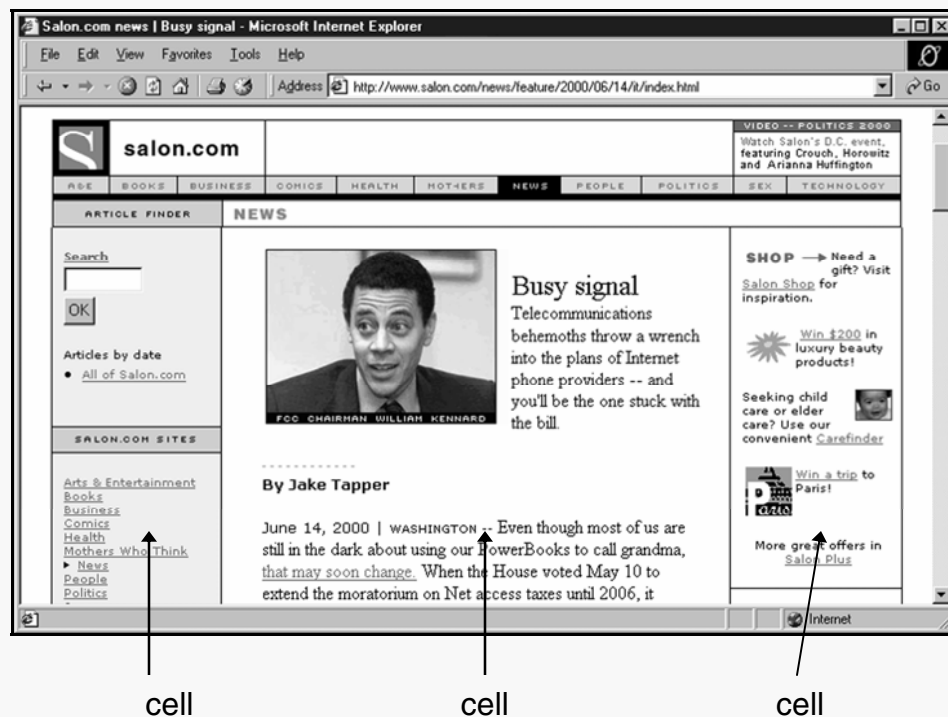 Salon.com news | Busy signal - Microsoft Internet Explorer
File Edit View Favorites Tools Help
Address http://www.salon.com/news/feature/2000/06/14/it/index.html Go
salon.com
VIDEO -- POLITICS 2000
Watch Salon's D.C. event,
featuring Crouch, Horowitz
and Arianna Huffington
A&E BOOKS BUSINESS COMICS HEALTH MOTHERS NEWS PEOPLE POLITICS SEX TECHNOLOGY
ARTICLE FINDER
NEWS
Search
OK
Articles by date
• All of Salon.com
SALON.COM SITES
Arts & Entertainment
Books
Business
Comics
Health
Mothers Who Think
News
People
Politics
FCC CHAIRMAN WILLIAM KENNARD
Busy signal
Telecommunications
behemoths throw a wrench
into the plans of Internet
phone providers -- and
you'll be the one stuck with
the bill.
By Jake Tapper
June 14, 2000 | WASHINGTON -- Even though most of us are
still in the dark about using our PowerBooks to call grandma,
that may soon change. When the House voted May 10 to
extend the moratorium on Net access taxes until 2006, it
SHOP Need a
gift? Visit
Salon Shop for
inspiration.
Win $200 in
luxury beauty
products!
Seeking child
care or elder
care? Use our
convenient Carefinder
Paris
Win a trip to
Paris!
More great offers in
Salon Plus
Internet
cell cell cell